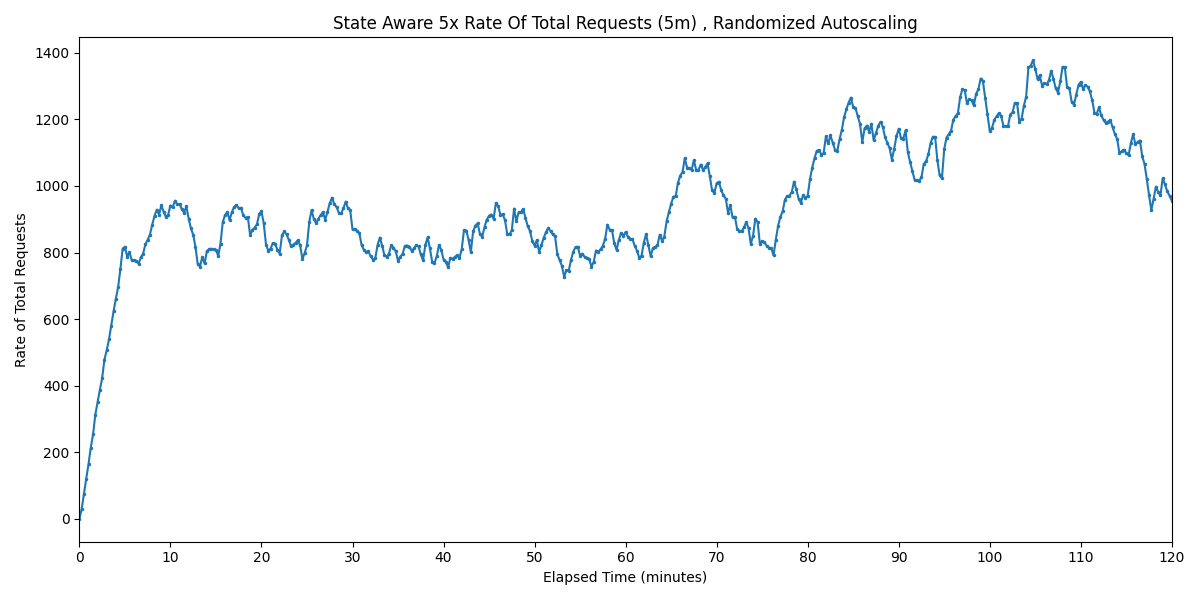 State Aware 5x Rate Of Total Requests (5m) , Randomized Autoscaling
1400
1200
1000
800
600
400
200
0
Rate of Total Requests
0 10 20 30 40 50 60 70 80 90 100 110 120
Elapsed Time (minutes)